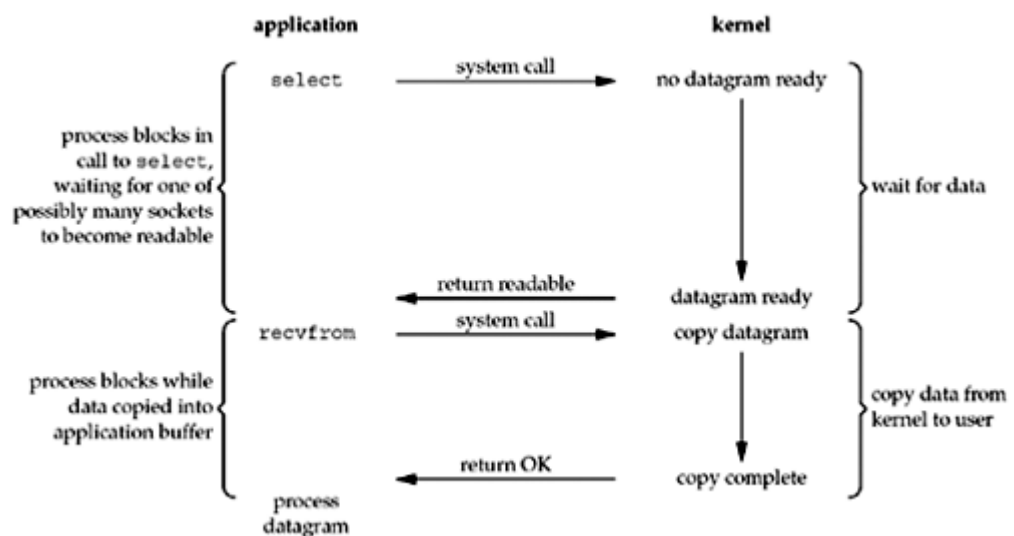 application
kernel
select
system call
no datagram ready
process blocks in
call to select,
waiting for one of
possibly many sockets
to become readable
wait for data
return readable
datagram ready
recvfrom
system call
copy datagram
process blocks while
data copied into
application buffer
copy data from
kernel to user
return OK
copy complete
process
datagram